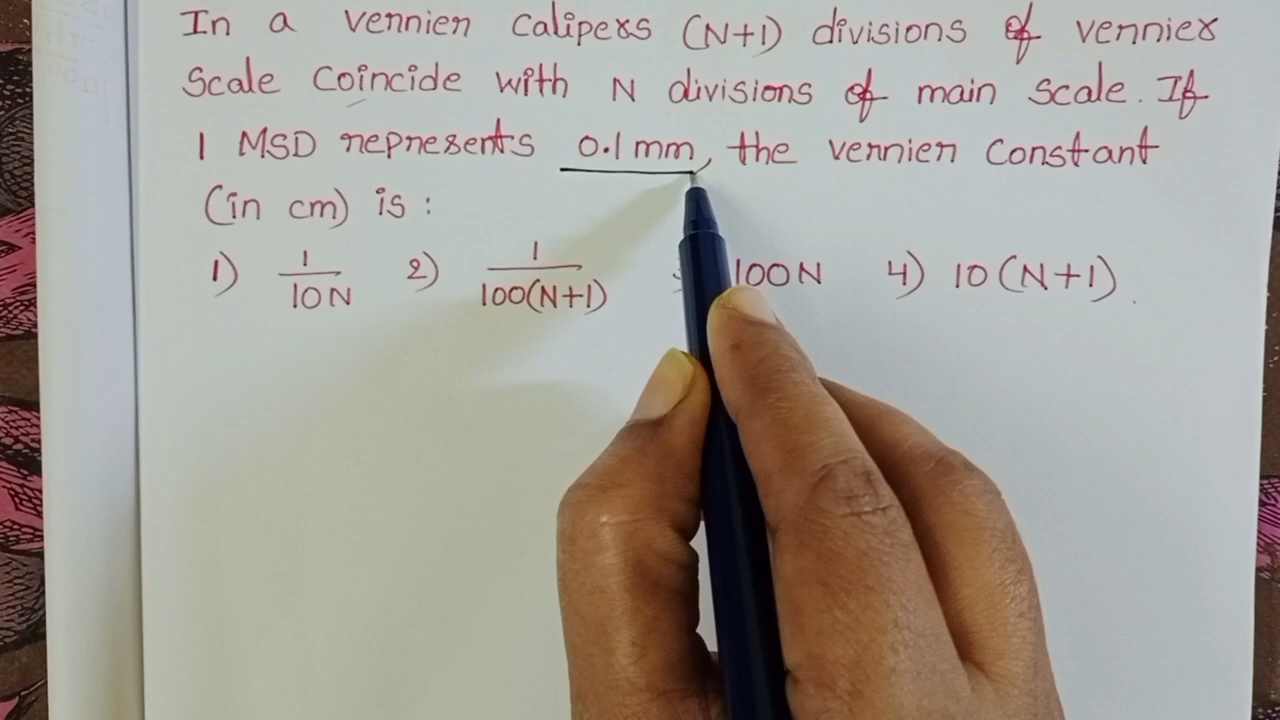 In a vernier calipers (N+1) divisions of vernier
Scale Coincide with N divisions of main scale. If
1 MSD represents 0.1 mm, the vernier constant
(in cm) is :
1) 1/10N 2) 1/100(N+1) 100N 4) 10(N+1).